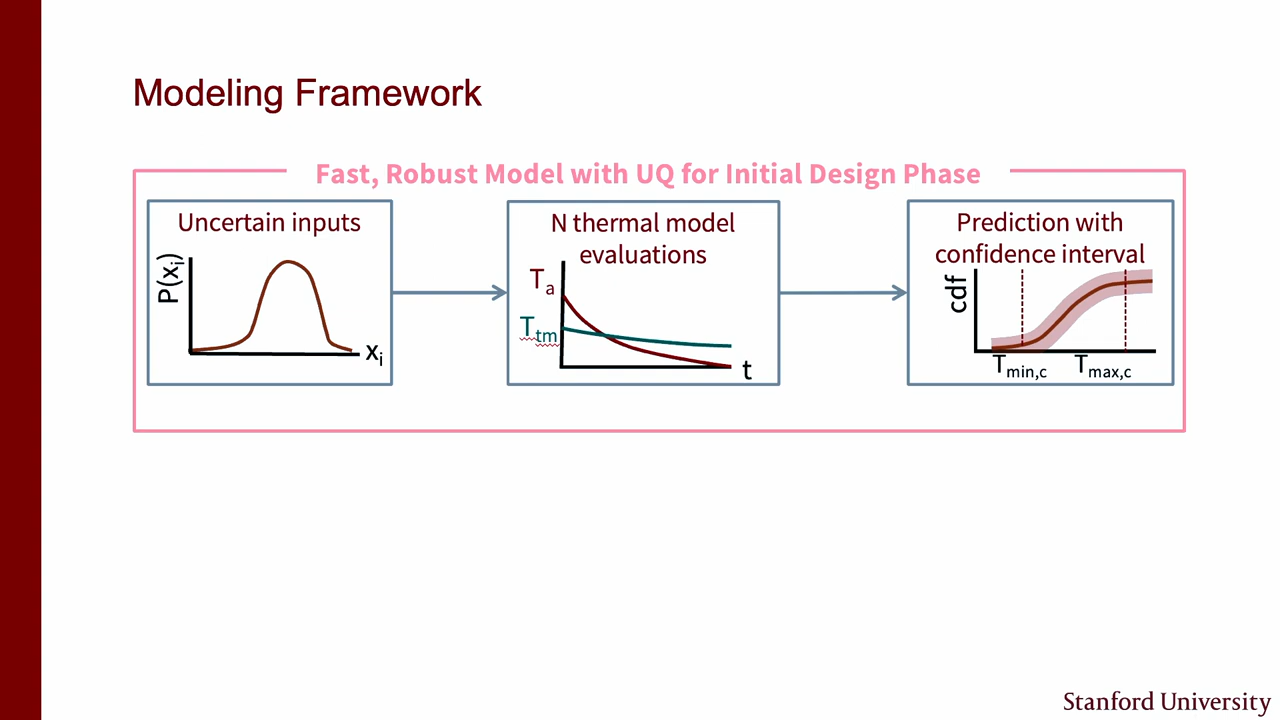 Modeling Framework
Fast, Robust Model with UQ for Initial Design Phase
Uncertain inputs
P(xi)
xi
N thermal model
evaluations
Ta
Ttm
t
Prediction with
confidence interval
cdf
Tmin,c
Tmax,c
Stanford University